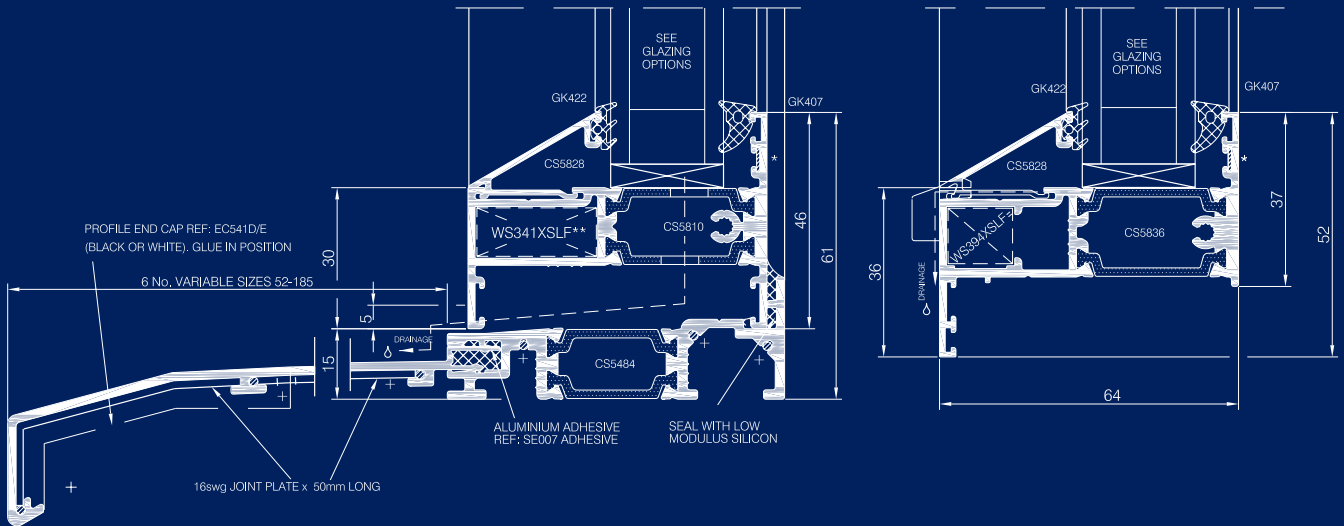 SEE
GLAZING
OPTIONS
GK422
GK407
CS5828
*
WS341XSLF**
CS5810
PROFILE END CAP REF: EC541D/E
(BLACK OR WHITE). GLUE IN POSITION
6 No. VARIABLE SIZES 52-185
30
5
15
46
61
DRAINAGE
CS5484
ALUMINIUM ADHESIVE
REF: SE007 ADHESIVE
SEAL WITH LOW
MODULUS SILICON
16swg JOINT PLATE x 50mm LONG
SEE
GLAZING
OPTIONS
GK422
GK407
CS5828
*
WS394XSLF
CS5836
36
DRAINAGE
37
52
64